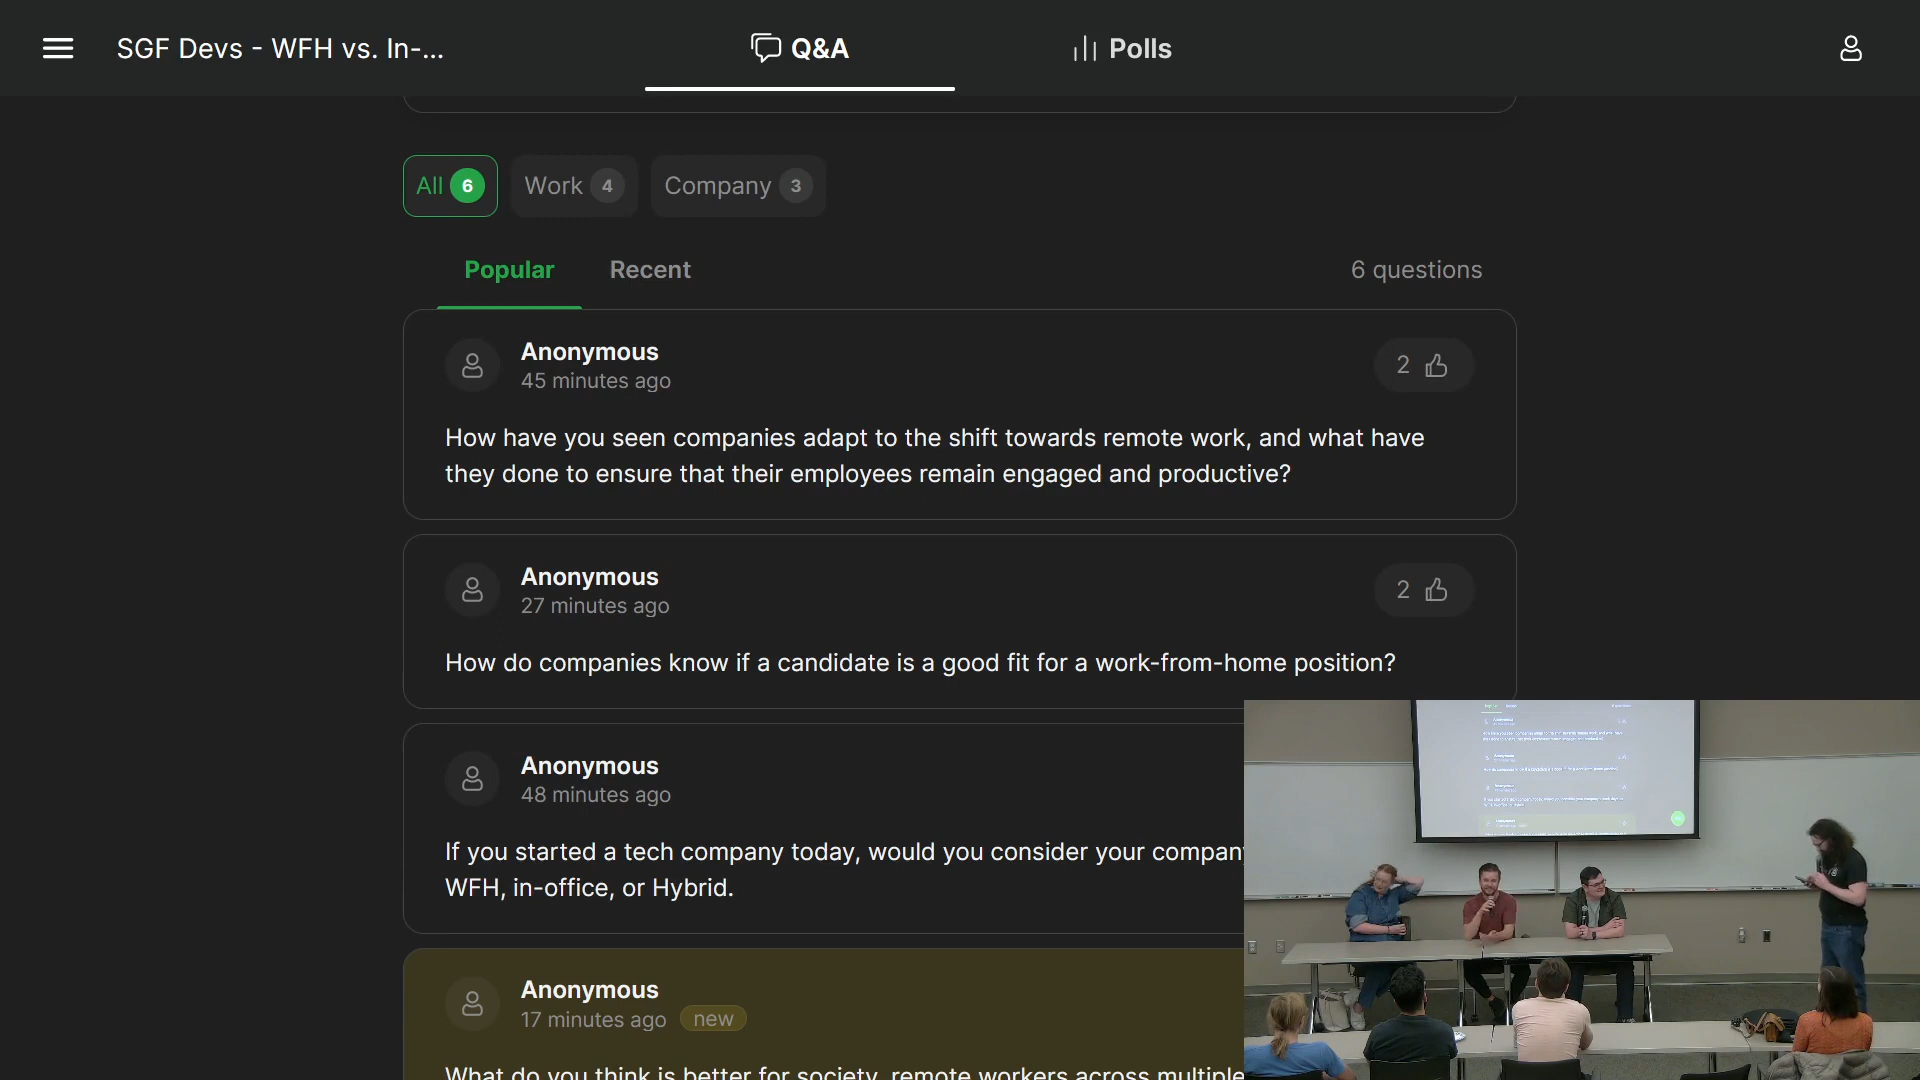 SGF Devs - WFH vs. In-...
Q&A
Polls
All 6
Work 4
Company 3
Popular
Recent
6 questions
Anonymous
45 minutes ago
2
How have you seen companies adapt to the shift towards remote work, and what have
they done to ensure that their employees remain engaged and productive?
Anonymous
27 minutes ago
2
How do companies know if a candidate is a good fit for a work-from-home position?
Anonymous
48 minutes ago
If you started a tech company today, would you consider your company
WFH, in-office, or Hybrid.
Anonymous
17 minutes ago new
What do you think is better for society, remote workers across multiple